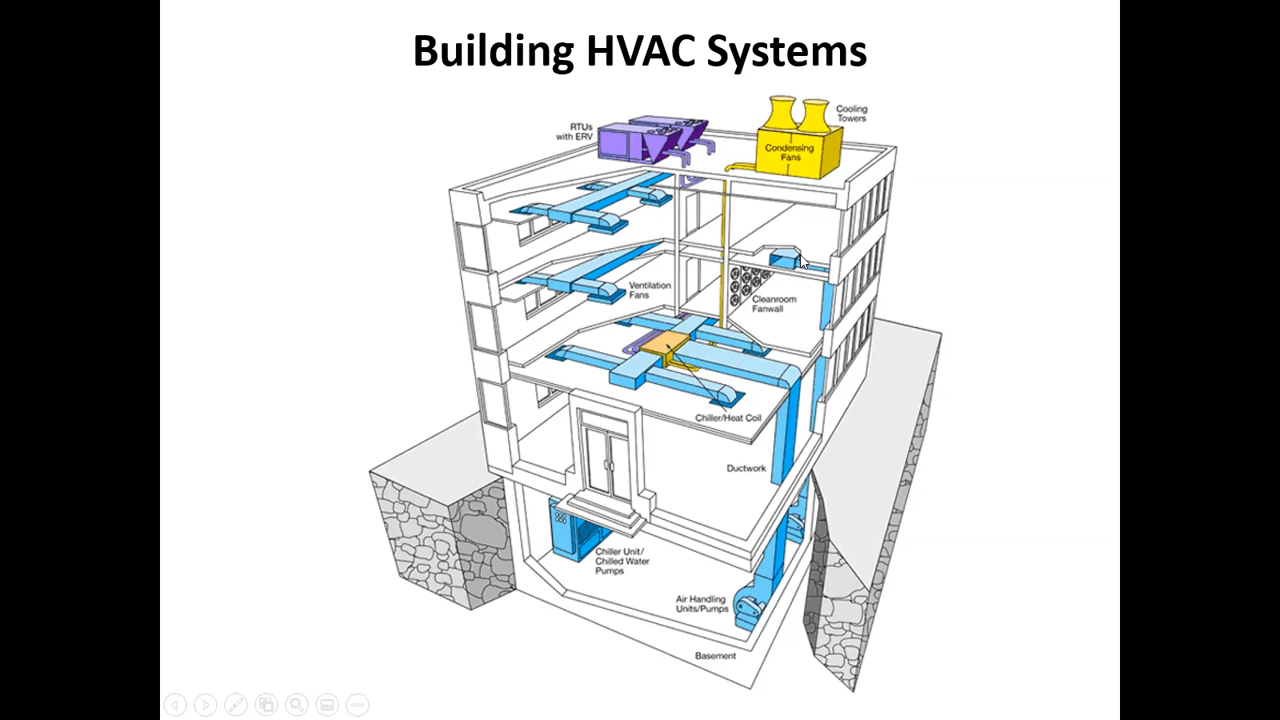 Building HVAC Systems
RTUs
with ERV
Cooling
Towers
Condensing
Fans
Ventilation
Fans
Cleanroom
Fanwall
Chiller/Heat Coil
Ductwork
Chiller Unit/
Chilled Water
Pumps
Air Handling
Units/Pumps
Basement